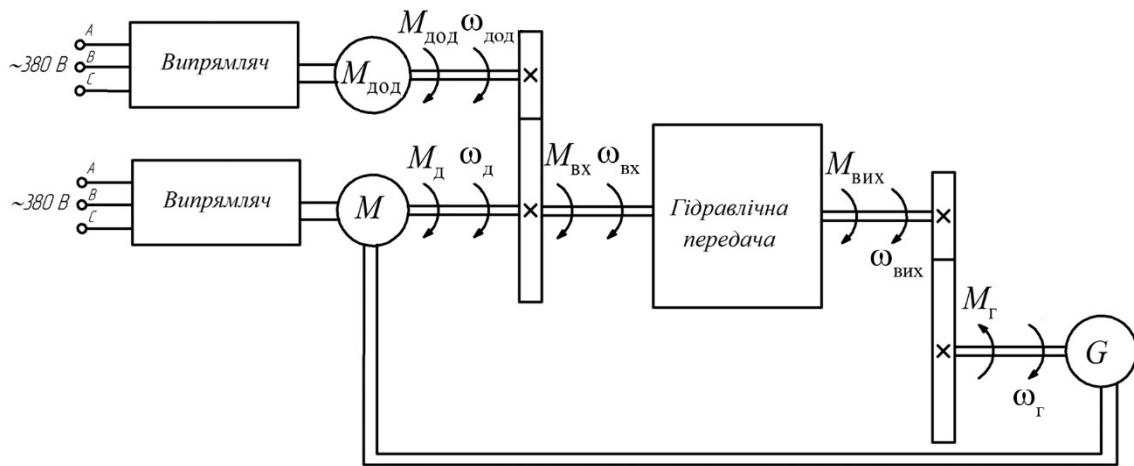 A
B
C
~380 В
Випрямляч
Mдод
Mдод ωдод
A
B
C
~380 В
Випрямляч
M
Mд ωд
Mвх ωвх
Гідравлічна
передача
Mвих
ωвих
Mг
ωг
G